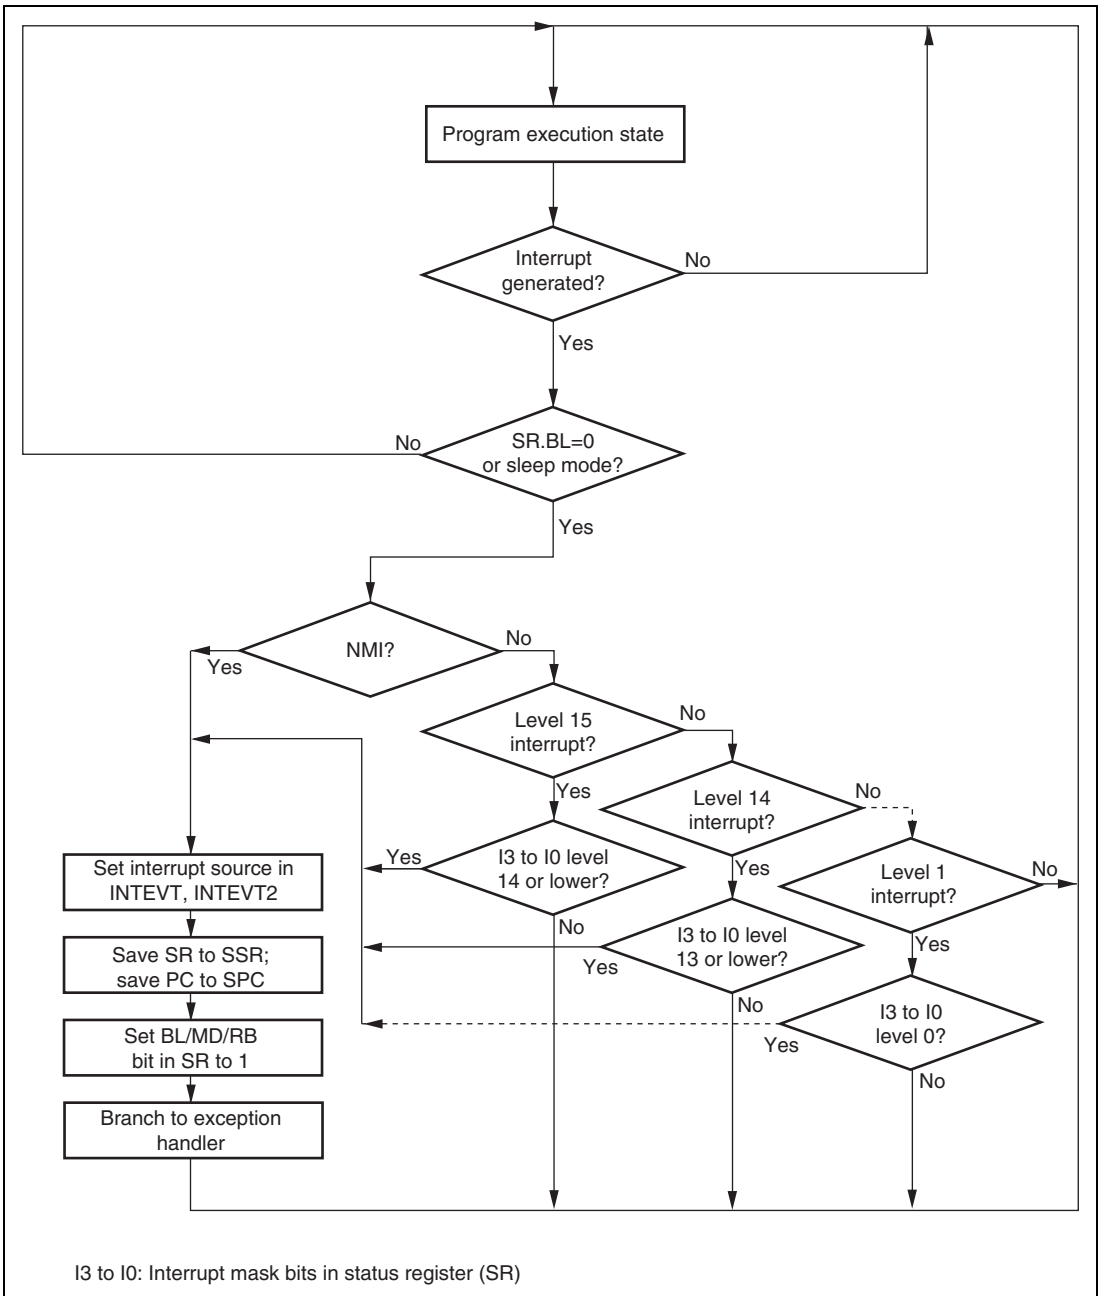 Program execution state
Interrupt
generated?
No
Yes
SR.BL=0
or sleep mode?
No
Yes
NMI?
Yes
No
Level 15
interrupt?
No
Yes
Level 14
interrupt?
No
Yes
I3 to I0 level
14 or lower?
Yes
No
Level 1
interrupt?
No
Yes
I3 to I0 level
13 or lower?
Yes
No
I3 to I0
level 0?
Yes
No
Set interrupt source in
INTEVT, INTEVT2
Save SR to SSR;
save PC to SPC
Set BL/MD/RB
bit in SR to 1
Branch to exception
handler
I3 to I0: Interrupt mask bits in status register (SR)